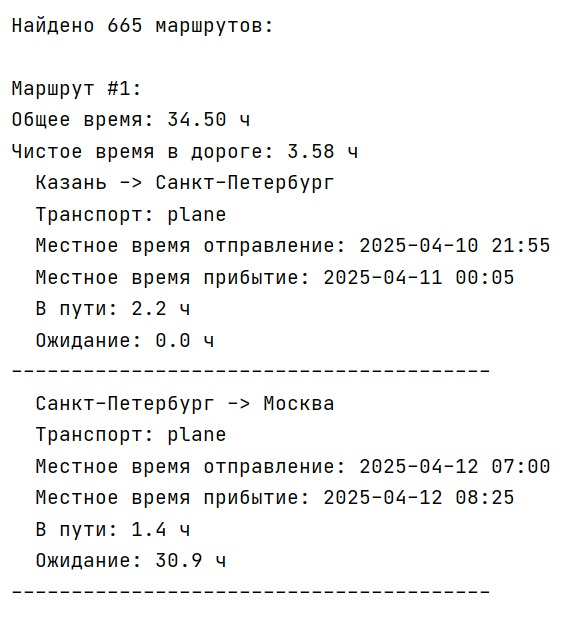 Найдено 665 маршрутов:
Маршрут #1:
Общее время: 34.50 ч
Чистое время в дороге: 3.58 ч
Казань -> Санкт-Петербург
Транспорт: plane
Местное время отправление: 2025-04-10 21:55
Местное время прибытие: 2025-04-11 00:05
В пути: 2.2 ч
Ожидание: 0.0 ч
----------------------------------------
Санкт-Петербург -> Москва
Транспорт: plane
Местное время отправление: 2025-04-12 07:00
Местное время прибытие: 2025-04-12 08:25
В пути: 1.4 ч
Ожидание: 30.9 ч
----------------------------------------